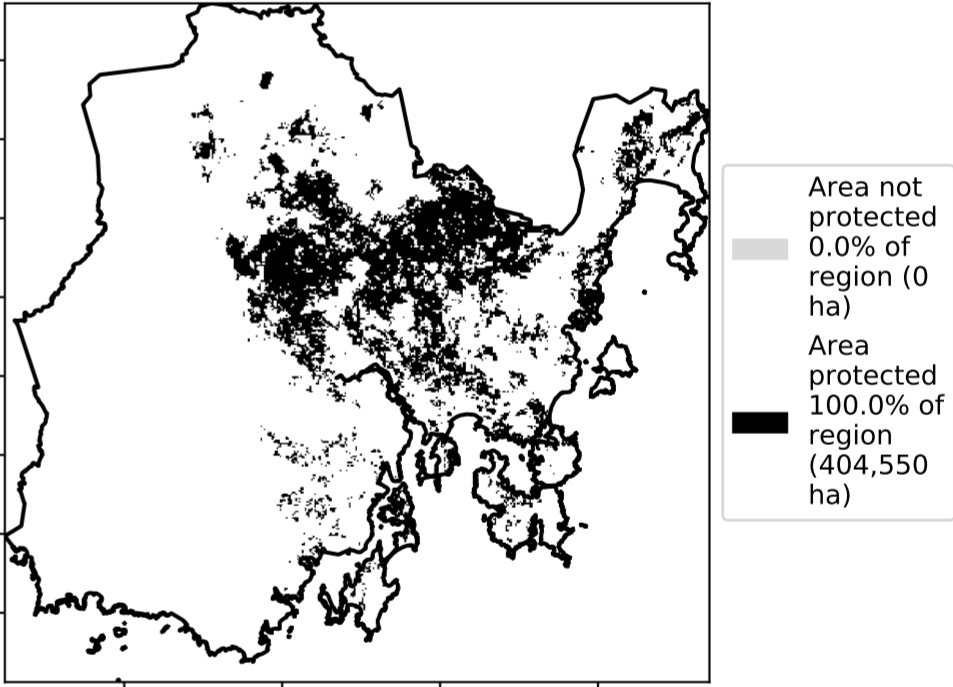 Area not
protected
0.0% of
region (0
ha)
Area
protected
100.0% of
region
(404,550
ha)